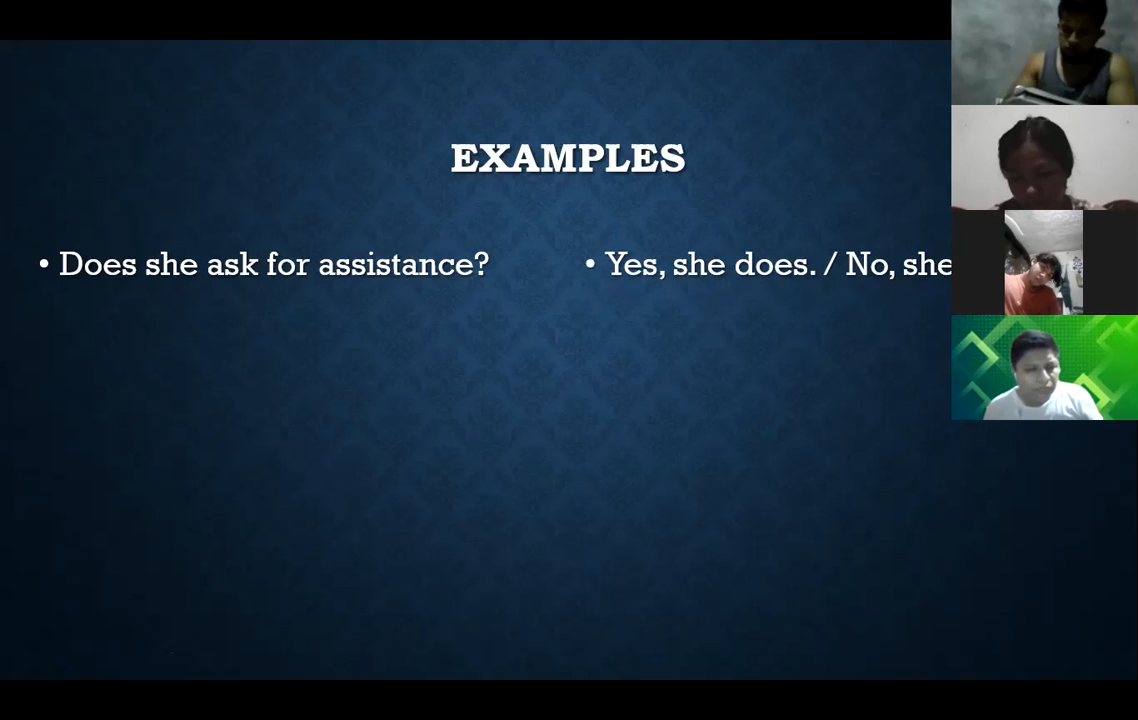 EXAMPLES
• Does she ask for assistance?
• Yes, she does. / No, she